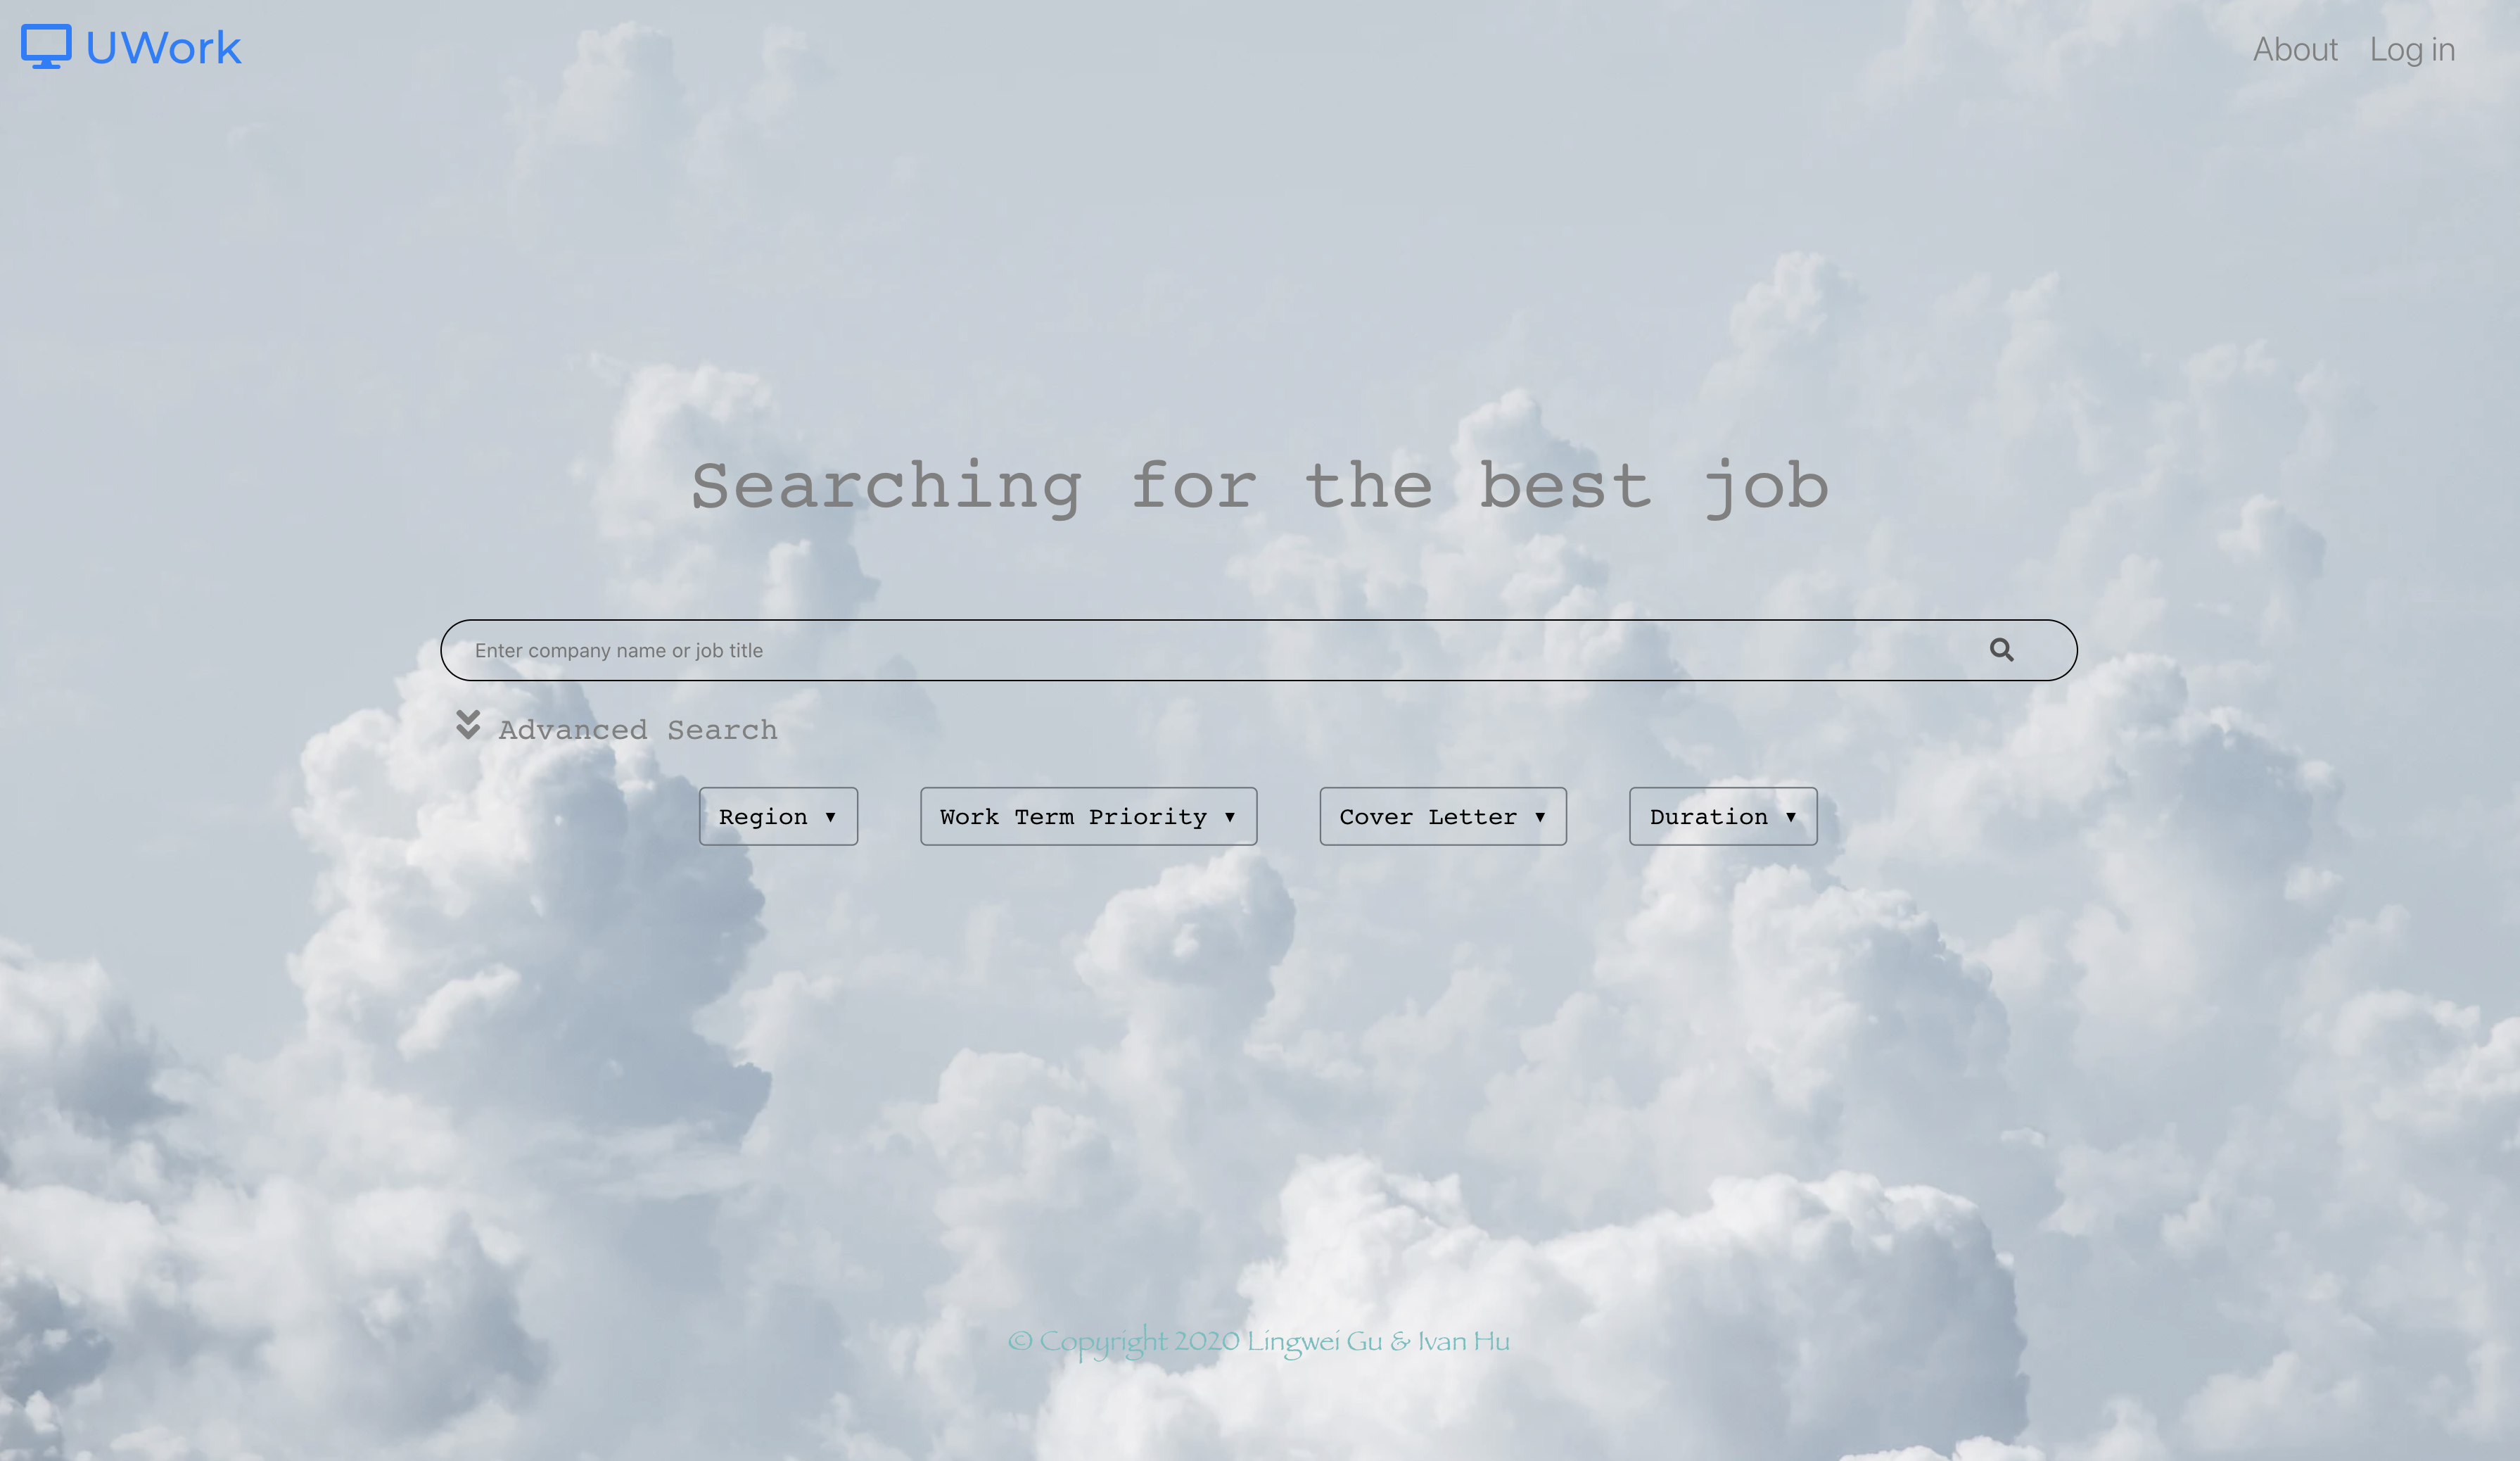 UWork
About
Log in
Searching for the best job
Enter company name or job title
Advanced Search
Region ▾
Work Term Priority ▾
Cover Letter ▾
Duration ▾
© Copyright 2020 Lingwei Gu & Ivan Hu